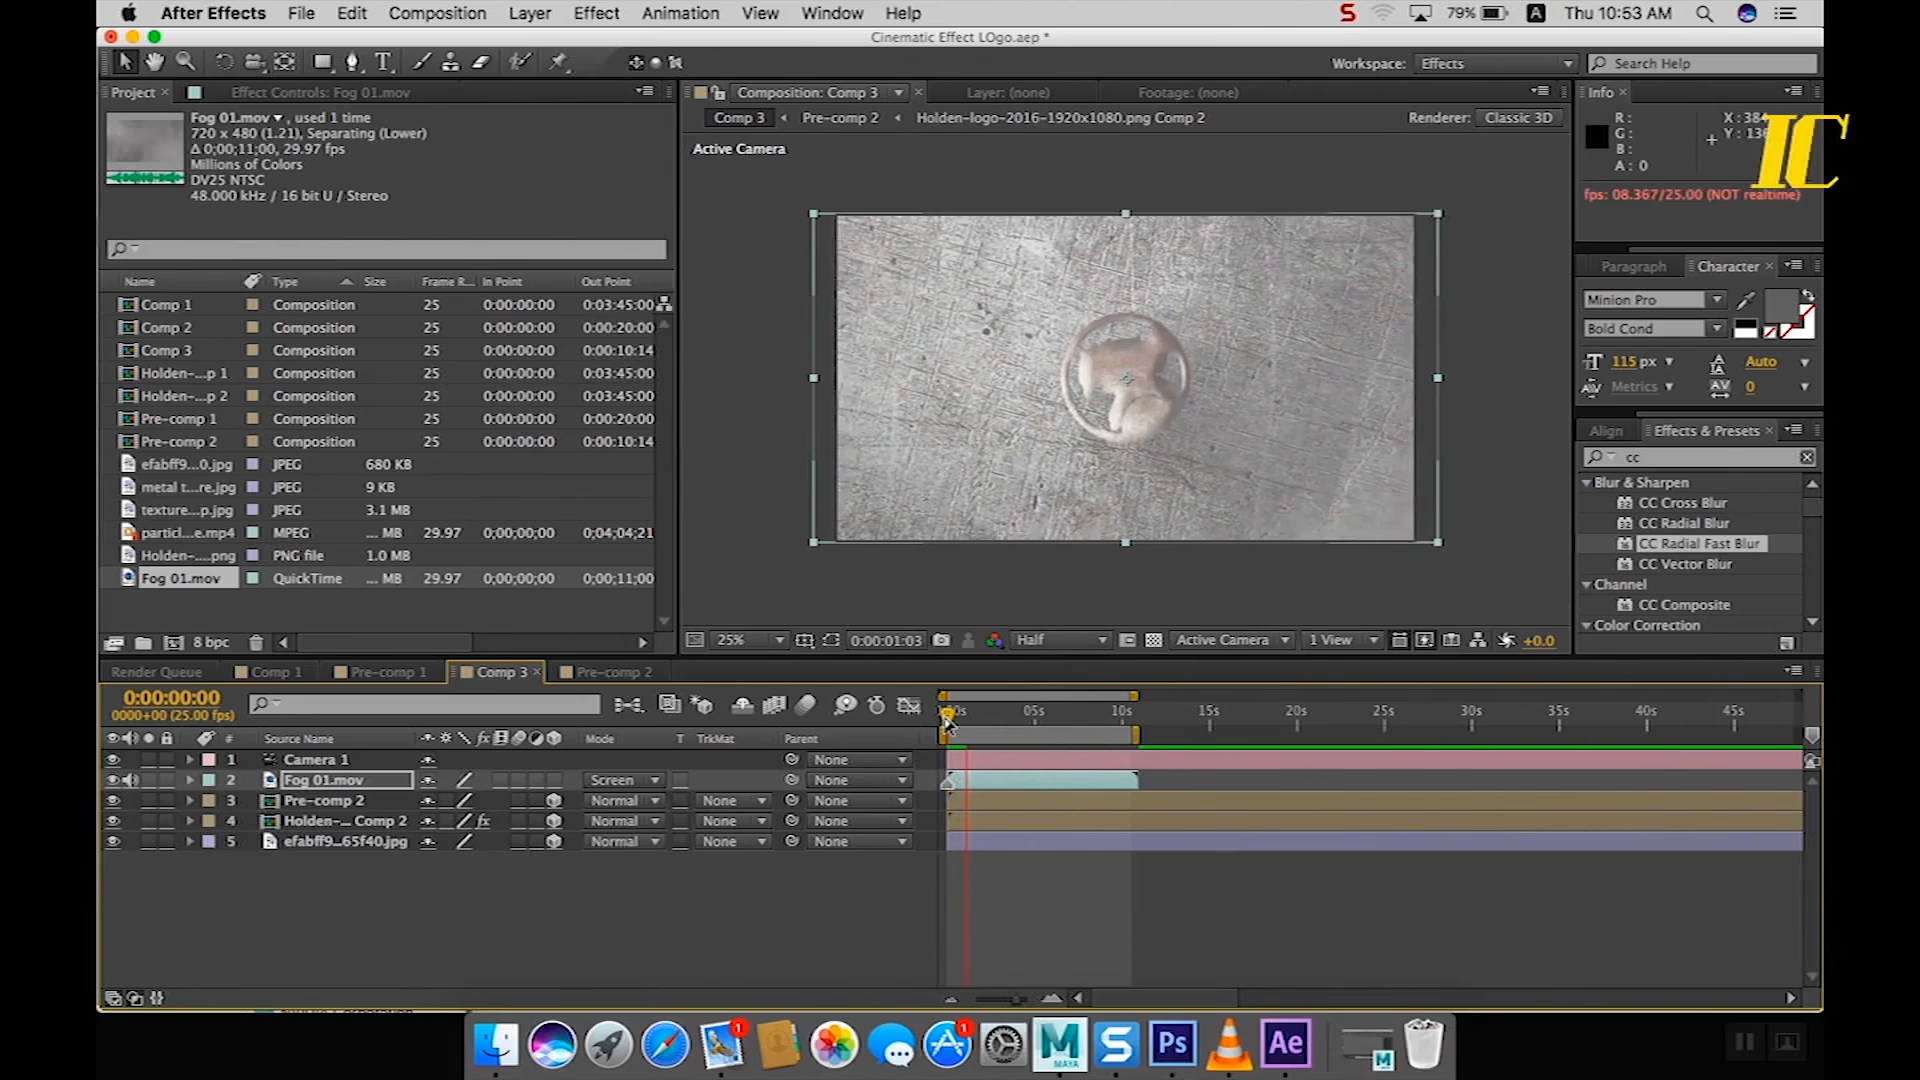 After Effects File Edit Composition Layer Effect Animation View Window Help S 79% A Thu 10:53 AM
Cinematic Effect LOgo.aep *
Workspace: Effects Search Help
Project × Effect Controls: Fog 01.mov Composition: Comp 3 × Layer: (none) Footage: (none) Info ×
Fog 01.mov , used 1 time
720 x 480 (1.21), Separating (Lower)
Δ 0;00;11;00, 29.97 fps
Millions of Colors
DV25 NTSC
48.000 kHz / 16 bit U / Stereo
Comp 3 Pre-comp 2 Holden-logo-2016-1920x1080.png Comp 2 Renderer: Classic 3D
Active Camera
R: X: 384
G: Y: 136
B:
A: 0
IC
fps: 08.367/25.00 (NOT realtime)
Name Type Size Frame R... In Point Out Point
Comp 1 Composition 25 0:00:00:00 0:03:45:00
Comp 2 Composition 25 0:00:00:00 0:00:20:00
Comp 3 Composition 25 0:00:00:00 0:00:10:14
Holden-...p 1 Composition 25 0:00:00:00 0:03:45:00
Holden-...p 2 Composition 25 0:00:00:00 0:03:45:00
Pre-comp 1 Composition 25 0:00:00:00 0:00:20:00
Pre-comp 2 Composition 25 0:00:00:00 0:00:10:14
efabff9...0.jpg JPEG 680 KB
metal t...re.jpg JPEG 9 KB
texture...p.jpg JPEG 3.1 MB
particl...e.mp4 MPEG ... MB 29.97 0;04;04;21
Holden-....png PNG file 1.0 MB
Fog 01.mov QuickTime ... MB 29.97 0;00;00;00 0;00;11;00
8 bpc
Paragraph Character ×
Minion Pro
Bold Cond
115 px Auto
Metrics 0
Align Effects & Presets ×
cc
Blur & Sharpen
CC Cross Blur
CC Radial Blur
CC Radial Fast Blur
CC Vector Blur
Channel
CC Composite
Color Correction
25% 0:00:01:03 Half Active Camera 1 View +0.0
Render Queue Comp 1 Pre-comp 1 Comp 3 × Pre-comp 2
0:00:00:00
0000+00 (25.00 fps)
05s 10s 15s 20s 25s 30s 35s 40s 45s
# Source Name fx Mode T TrkMat Parent
1 Camera 1 None
2 Fog 01.mov Screen None
3 Pre-comp 2 Normal None None
4 Holden-... Comp 2 fx Normal None None
5 efabff9...65f40.jpg Normal None None
1 1 M MAYA S Ps Ae M